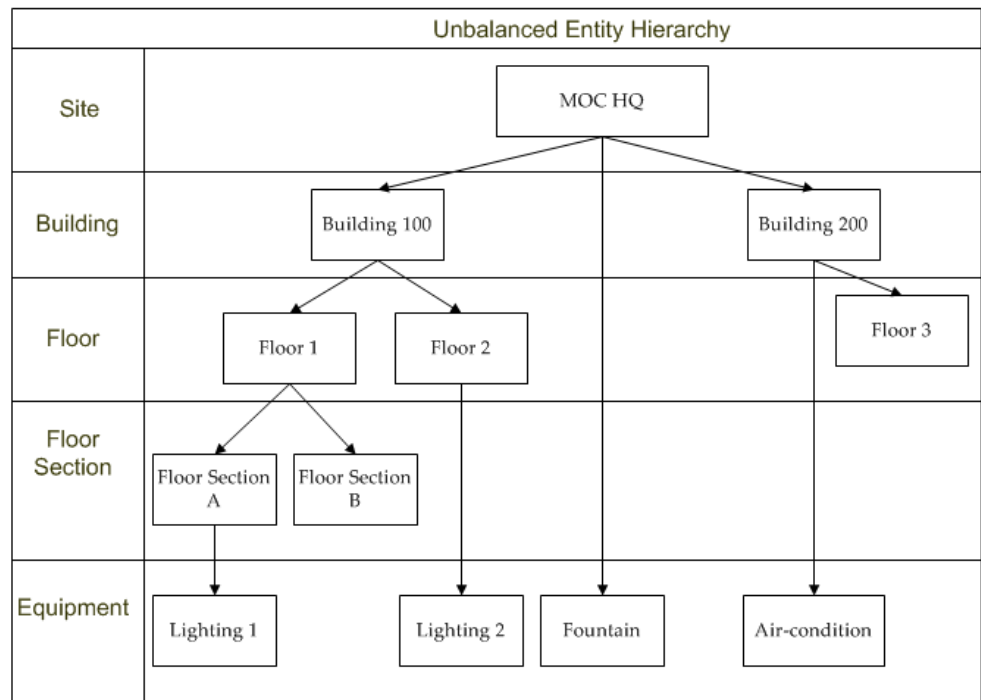 Unbalanced Entity Hierarchy
Site
MOC HQ
Building
Building 100
Building 200
Floor
Floor 1
Floor 2
Floor 3
Floor
Section
Floor Section
A
Floor Section
B
Equipment
Lighting 1
Lighting 2
Fountain
Air-condition